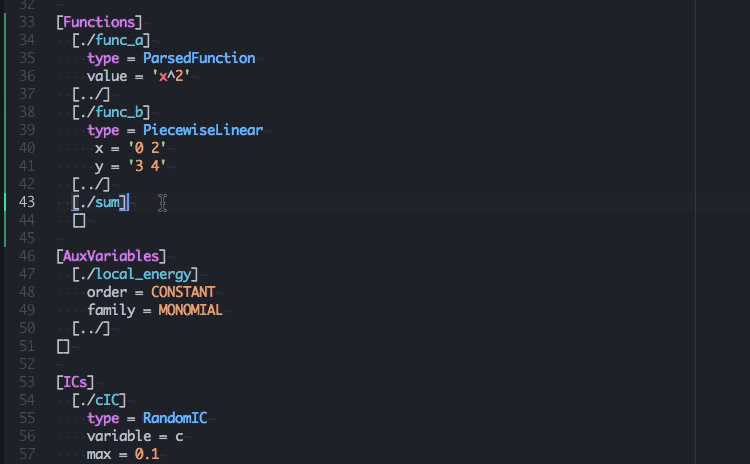 32
33 [Functions]
34 [./func_a]
35 type = ParsedFunction
36 value = 'x^2'
37 [../]
38 [./func_b]
39 type = PiecewiseLinear
40 x = '0 2'
41 y = '3 4'
42 [../]
43 [./sum]
44 []
45
46 [AuxVariables]
47 [./local_energy]
48 order = CONSTANT
49 family = MONOMIAL
50 [../]
51 []
52
53 [ICs]
54 [./cIC]
55 type = RandomIC
56 variable = c
57 max = 0.1